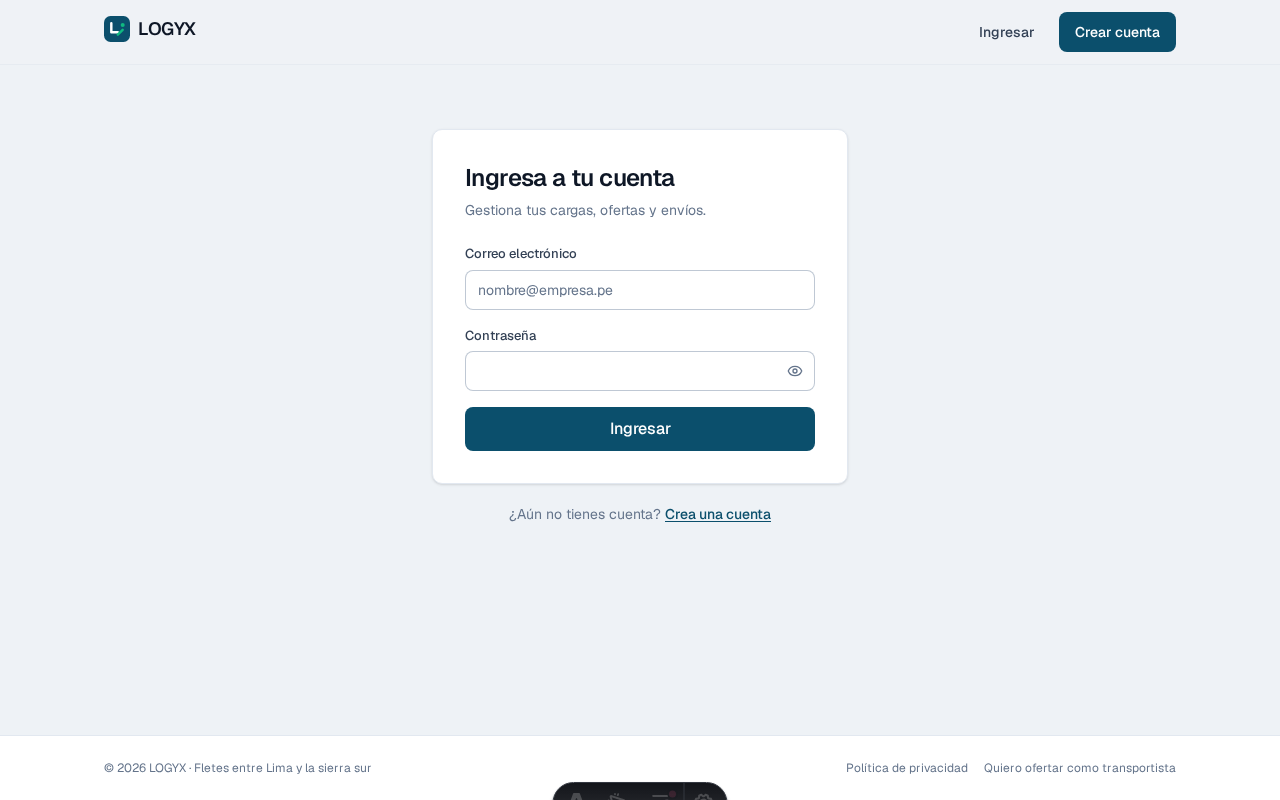 LOGYX
Ingresar
Crear cuenta
Ingresa a tu cuenta
Gestiona tus cargas, ofertas y envíos.
Correo electrónico
nombre@empresa.pe
Contraseña
Ingresar
¿Aún no tienes cuenta? Crea una cuenta
© 2026 LOGYX · Fletes entre Lima y la sierra sur
Política de privacidad
Quiero ofertar como transportista